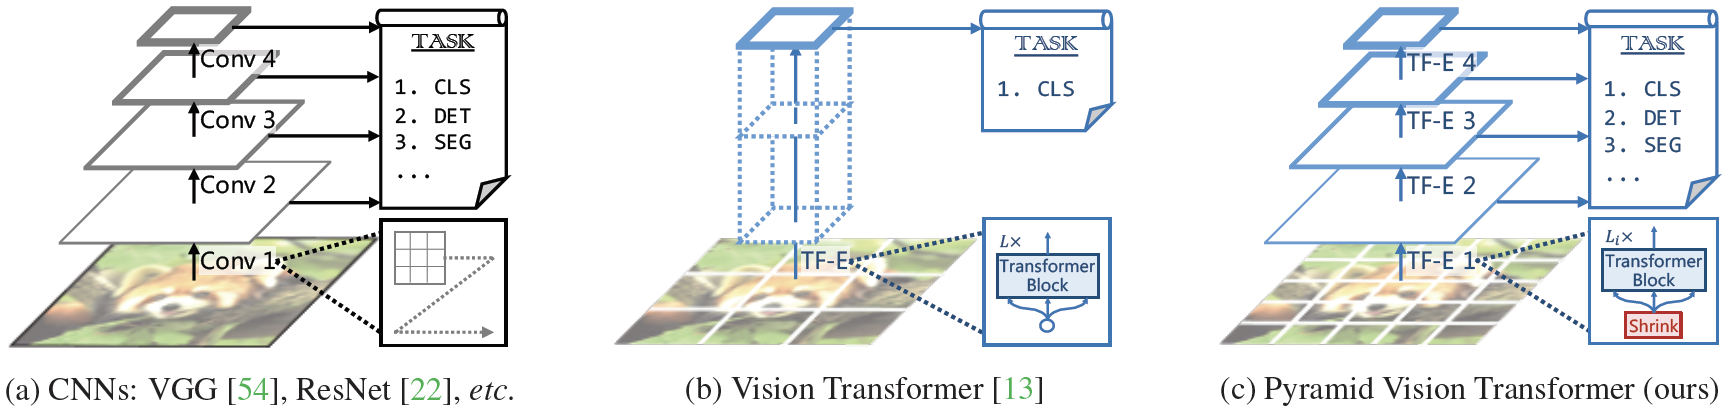 TASK
1. CLS
2. DET
3. SEG
...
Conv 4
Conv 3
Conv 2
Conv 1
(a) CNNs: VGG [54], ResNet [22], etc.
TASK
1. CLS
TF-E
L×
Transformer
Block
(b) Vision Transformer [13]
TASK
1. CLS
2. DET
3. SEG
...
TF-E 4
TF-E 3
TF-E 2
TF-E 1
Li×
Transformer
Block
Shrink
(c) Pyramid Vision Transformer (ours)